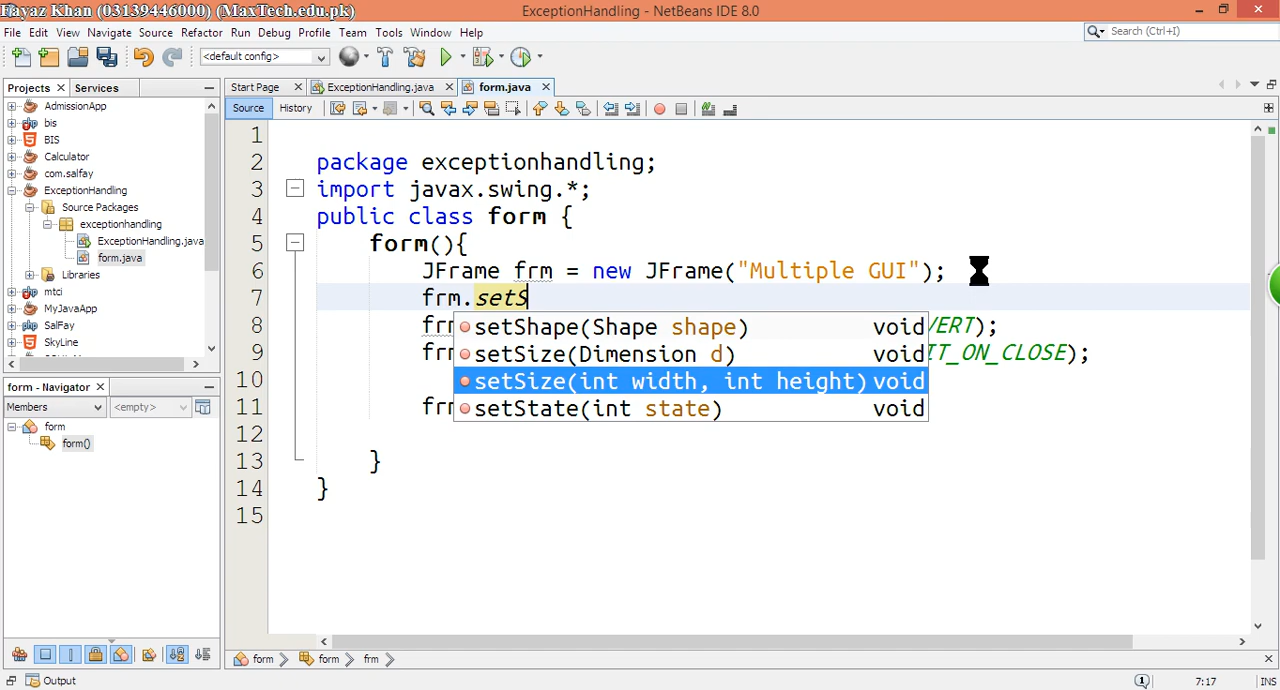 Fayaz Khan (03139446000) (MaxTech.edu.pk)
ExceptionHandling - NetBeans IDE 8.0
File Edit View Navigate Source Refactor Run Debug Profile Team Tools Window Help
Search (Ctrl+I)
<default config>
Projects Services
Start Page ExceptionHandling.java form.java
Source History
AdmissionApp
bis
BIS
Calculator
com.salfay
ExceptionHandling
Source Packages
exceptionhandling
ExceptionHandling.java
form.java
Libraries
mtci
MyJavaApp
SalFay
SkyLine
form - Navigator
Members <empty>
form
form()
1
2 package exceptionhandling;
3 import javax.swing.*;
4 public class form {
5 form(){
6 JFrame frm = new JFrame("Multiple GUI");
7 frm.setS
8 frm VERT);
9 frm IT_ON_CLOSE);
10
11 frm
12
13 }
14 }
15
setShape(Shape shape) void
setSize(Dimension d) void
setSize(int width, int height) void
setState(int state) void
form form frm
Output
1
7:17 INS